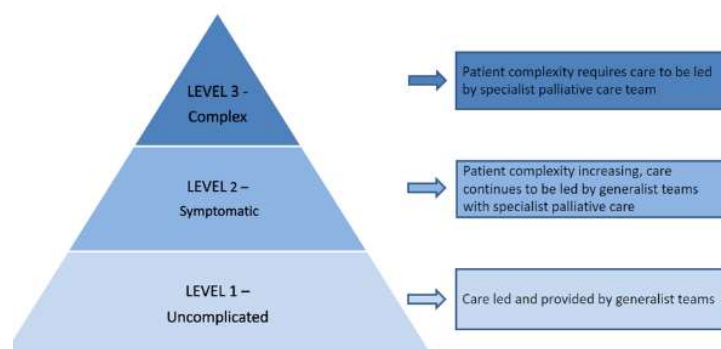 LEVEL 3 -
Complex
Patient complexity requires care to be led
by specialist palliative care team
LEVEL 2 –
Symptomatic
Patient complexity increasing, care
continues to be led by generalist teams
with specialist palliative care
LEVEL 1 –
Uncomplicated
Care led and provided by generalist teams